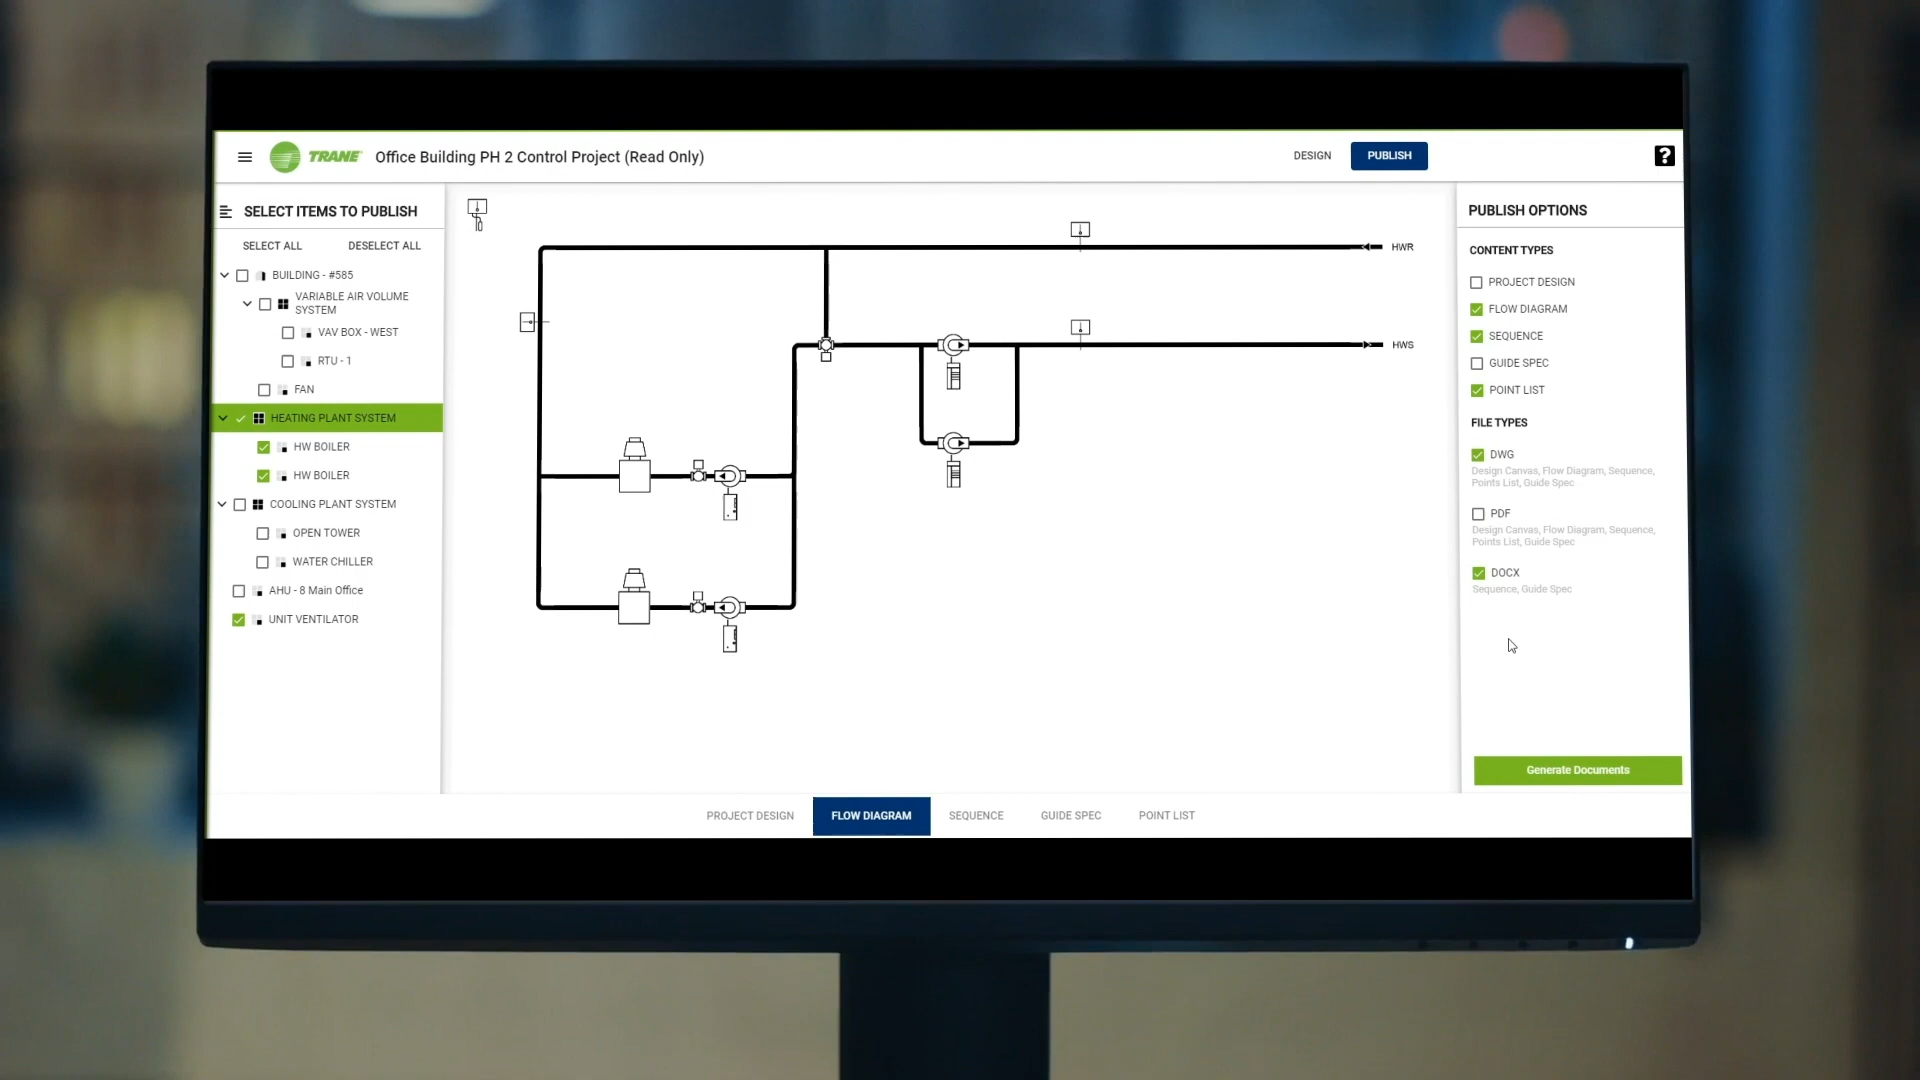 TRANE
Office Building PH 2 Control Project (Read Only)
DESIGN
PUBLISH
?
SELECT ITEMS TO PUBLISH
SELECT ALL
DESELECT ALL
BUILDING - #585
VARIABLE AIR VOLUME
SYSTEM
VAV BOX - WEST
RTU - 1
FAN
HEATING PLANT SYSTEM
HW BOILER
HW BOILER
COOLING PLANT SYSTEM
OPEN TOWER
WATER CHILLER
AHU - 8 Main Office
UNIT VENTILATOR
HWR
HWS
PUBLISH OPTIONS
CONTENT TYPES
PROJECT DESIGN
FLOW DIAGRAM
SEQUENCE
GUIDE SPEC
POINT LIST
FILE TYPES
DWG
Design Canvas, Flow Diagram, Sequence,
Points List, Guide Spec
PDF
Design Canvas, Flow Diagram, Sequence,
Points List, Guide Spec
DOCX
Sequence, Guide Spec
Generate Documents
PROJECT DESIGN
FLOW DIAGRAM
SEQUENCE
GUIDE SPEC
POINT LIST